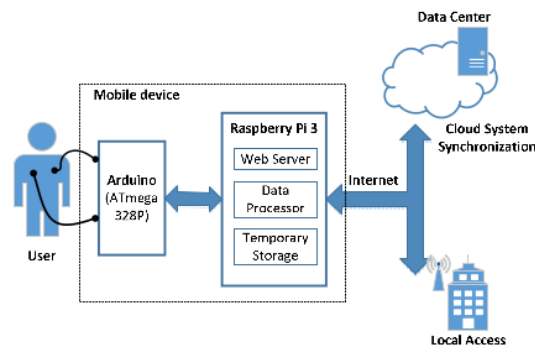 Data Center
Mobile device
Raspberry Pi 3
Cloud System
Synchronization
Web Server
Arduino
(ATmega
328P)
Internet
Data
Processor
User
Temporary
Storage
Local Access